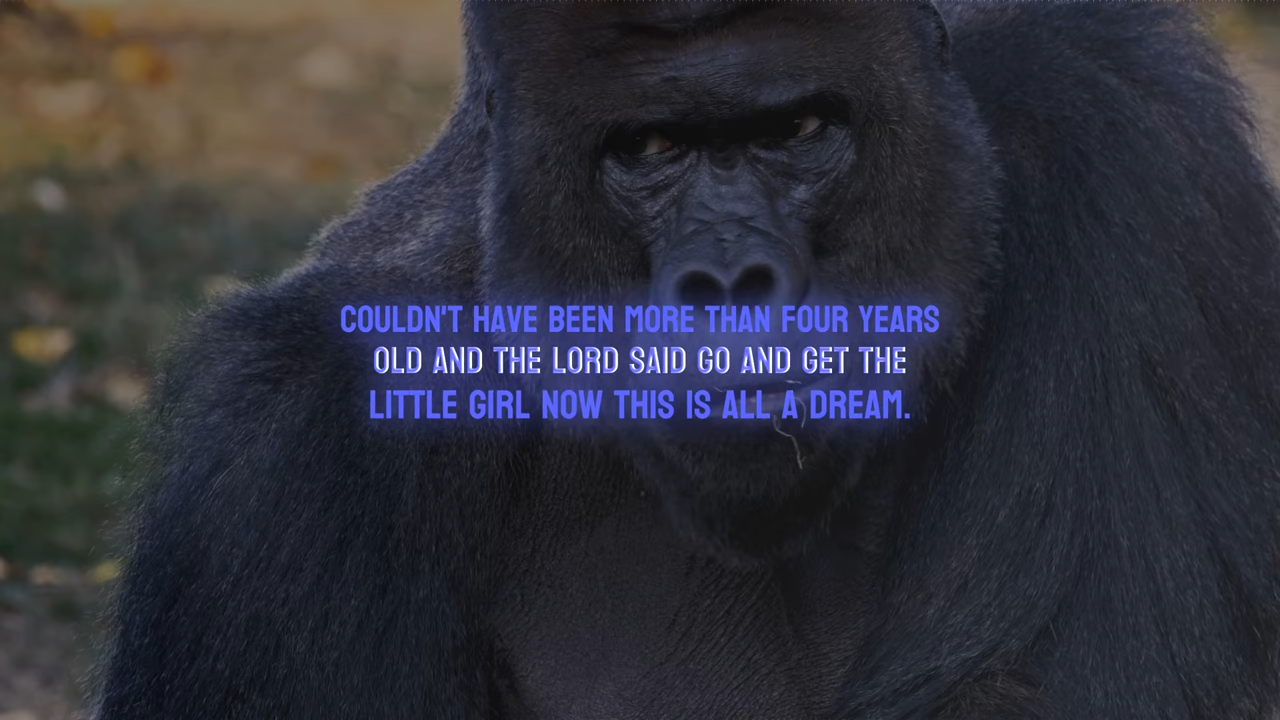 COULDN'T HAVE BEEN MORE THAN FOUR YEARS
OLD AND THE LORD SAID GO AND GET THE
LITTLE GIRL NOW THIS IS ALL A DREAM.